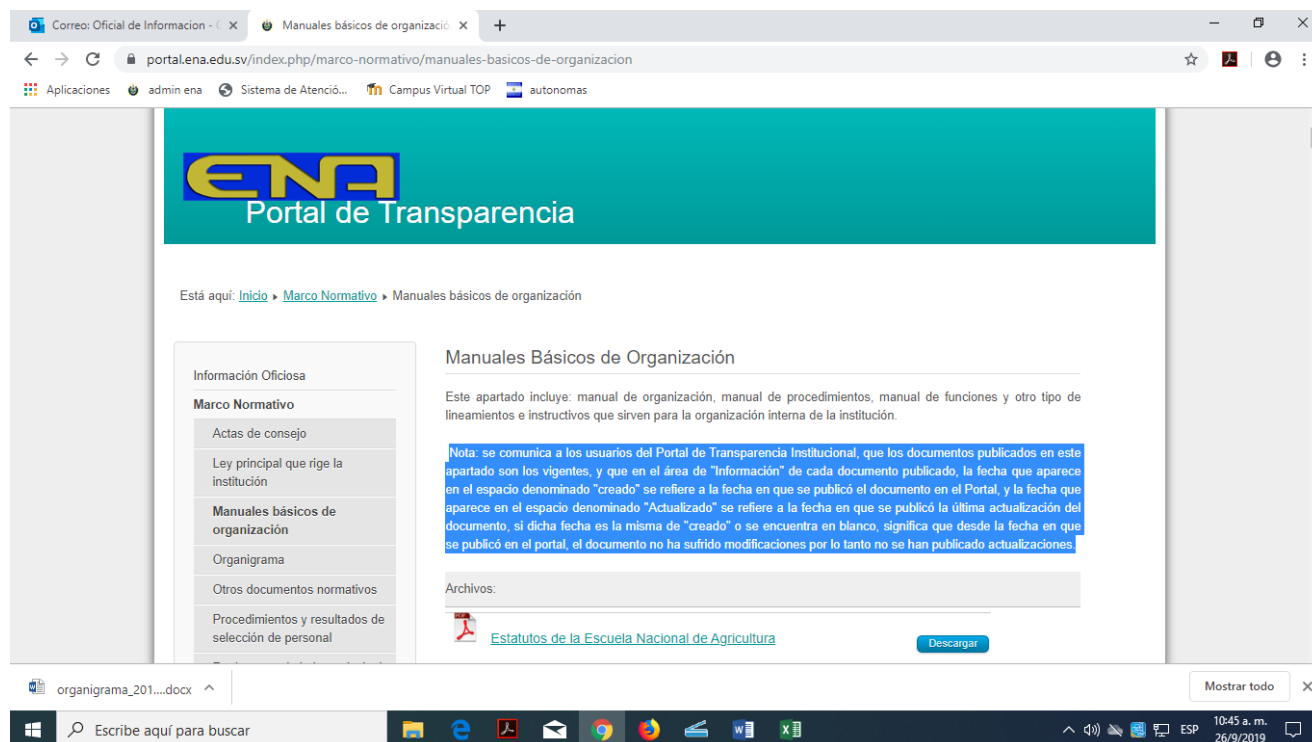 Correo: Oficial de Informacion - C
Manuales básicos de organizació
portal.ena.edu.sv/index.php/marco-normativo/manuales-basicos-de-organizacion
Aplicaciones admin ena Sistema de Atenció... Campus Virtual TOP autonomas
ENA
Portal de Transparencia
Está aquí: Inicio ▸ Marco Normativo ▸ Manuales básicos de organización
Información Oficiosa
Marco Normativo
Actas de consejo
Ley principal que rige la
institución
Manuales básicos de
organización
Organigrama
Otros documentos normativos
Procedimientos y resultados de
selección de personal
Manuales Básicos de Organización
Este apartado incluye: manual de organización, manual de procedimientos, manual de funciones y otro tipo de
lineamientos e instructivos que sirven para la organización interna de la institución.
Nota: se comunica a los usuarios del Portal de Transparencia Institucional, que los documentos publicados en este
apartado son los vigentes, y que en el área de "Información" de cada documento publicado, la fecha que aparece
en el espacio denominado "creado" se refiere a la fecha en que se publicó el documento en el Portal, y la fecha que
aparece en el espacio denominado "Actualizado" se refiere a la fecha en que se publicó la última actualización del
documento, si dicha fecha es la misma de "creado" o se encuentra en blanco, significa que desde la fecha en que
se publicó en el portal, el documento no ha sufrido modificaciones por lo tanto no se han publicado actualizaciones.
Archivos:
PDF
Estatutos de la Escuela Nacional de Agricultura
Descargar
organigrama_201....docx
Mostrar todo
Escribe aquí para buscar
ESP
10:45 a. m.
26/9/2019